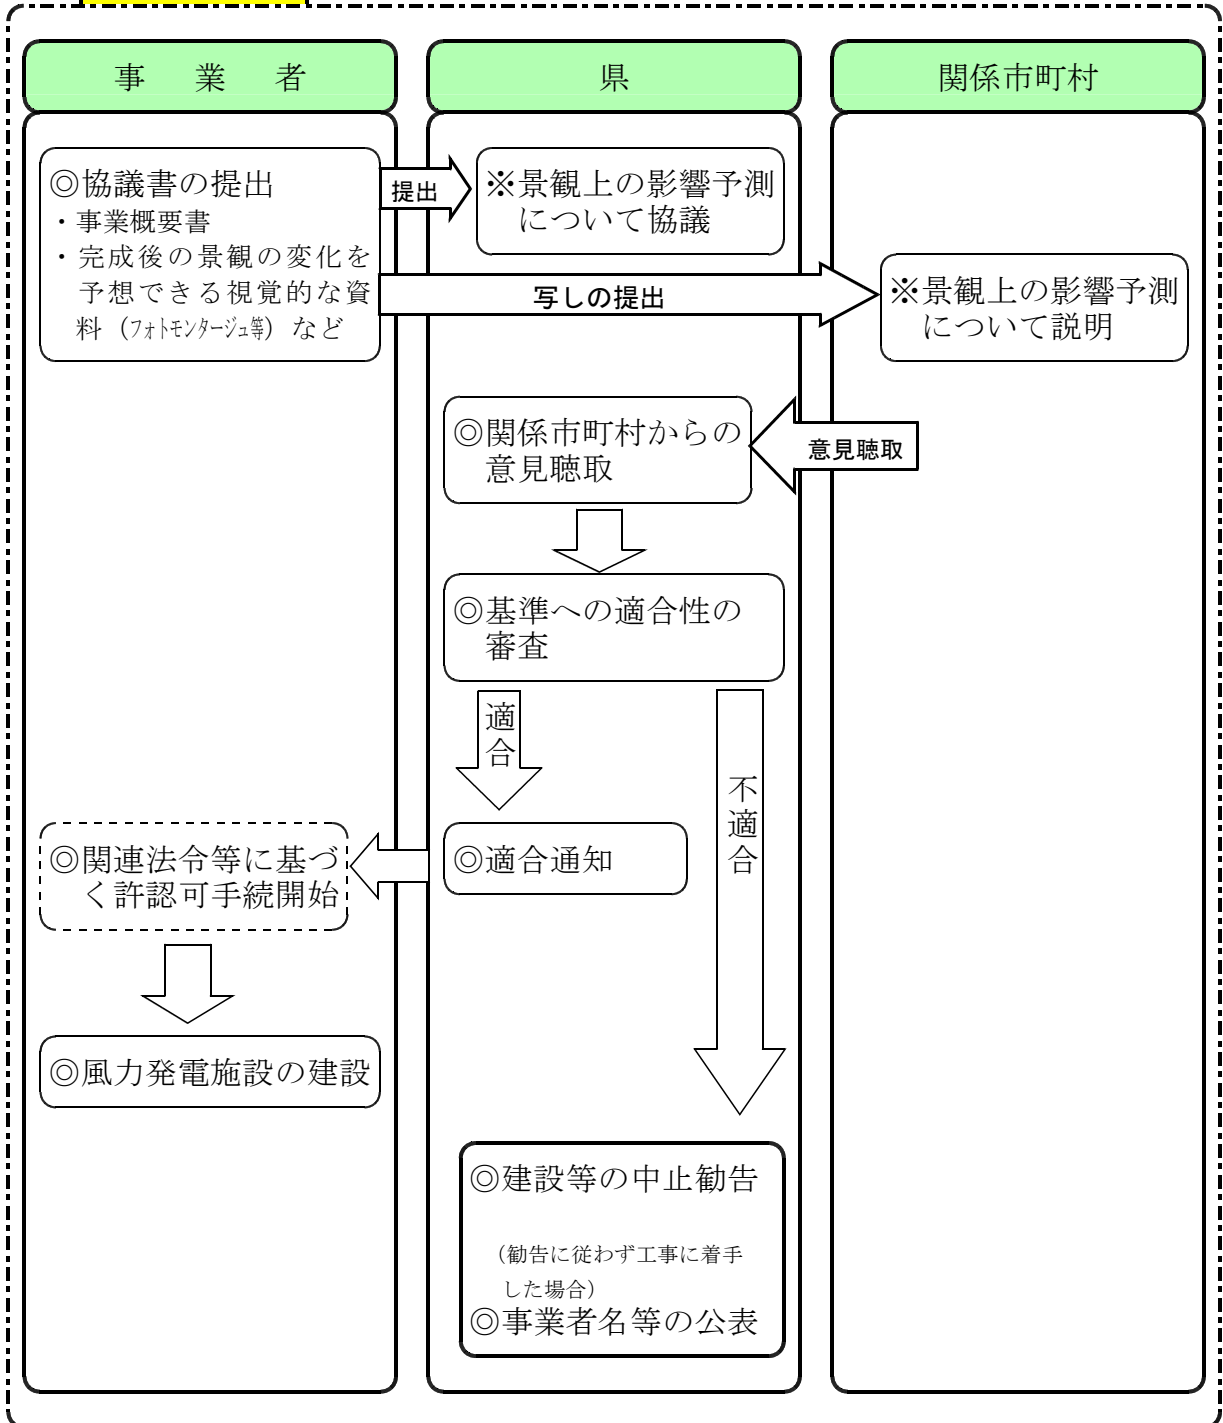 事　業　者
県
関係市町村
◎協議書の提出
・事業概要書
・完成後の景観の変化を
予想できる視覚的な資
料（ﾌｫﾄﾓﾝﾀｰｼﾞｭ等）など
提出
※景観上の影響予測
について協議
写しの提出
※景観上の影響予測
について説明
◎関係市町村からの
意見聴取
意見聴取
◎基準への適合性の
審査
適合
不適合
◎関連法令等に基づ
く許認可手続開始
◎適合通知
◎風力発電施設の建設
◎建設等の中止勧告
（勧告に従わず工事に着手
した場合）
◎事業者名等の公表